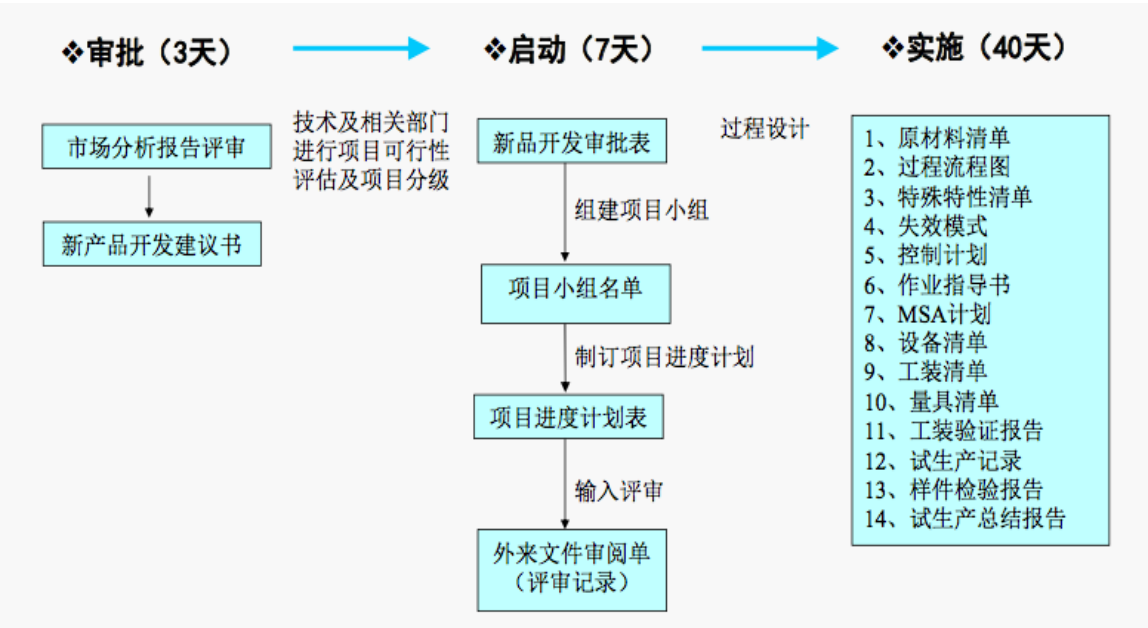 ❖审批（3天）
❖启动（7天）
❖实施（40天）
市场分析报告评审
新产品开发建议书
技术及相关部门
进行项目可行性
评估及项目分级
新品开发审批表
组建项目小组
项目小组名单
制订项目进度计划
项目进度计划表
输入评审
外来文件审阅单
（评审记录）
过程设计
1、原材料清单
2、过程流程图
3、特殊特性清单
4、失效模式
5、控制计划
6、作业指导书
7、MSA计划
8、设备清单
9、工装清单
10、量具清单
11、工装验证报告
12、试生产记录
13、样件检验报告
14、试生产总结报告